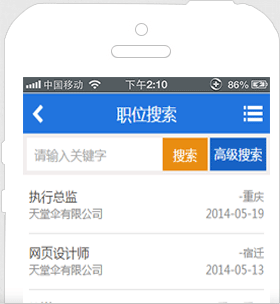 中国移动 下午2:10 86%
职位搜索
请输入关键字 搜索 高级搜索
执行总监 -重庆
天堂伞有限公司 2014-05-19
网页设计师 -宿迁
天堂伞有限公司 2014-05-13